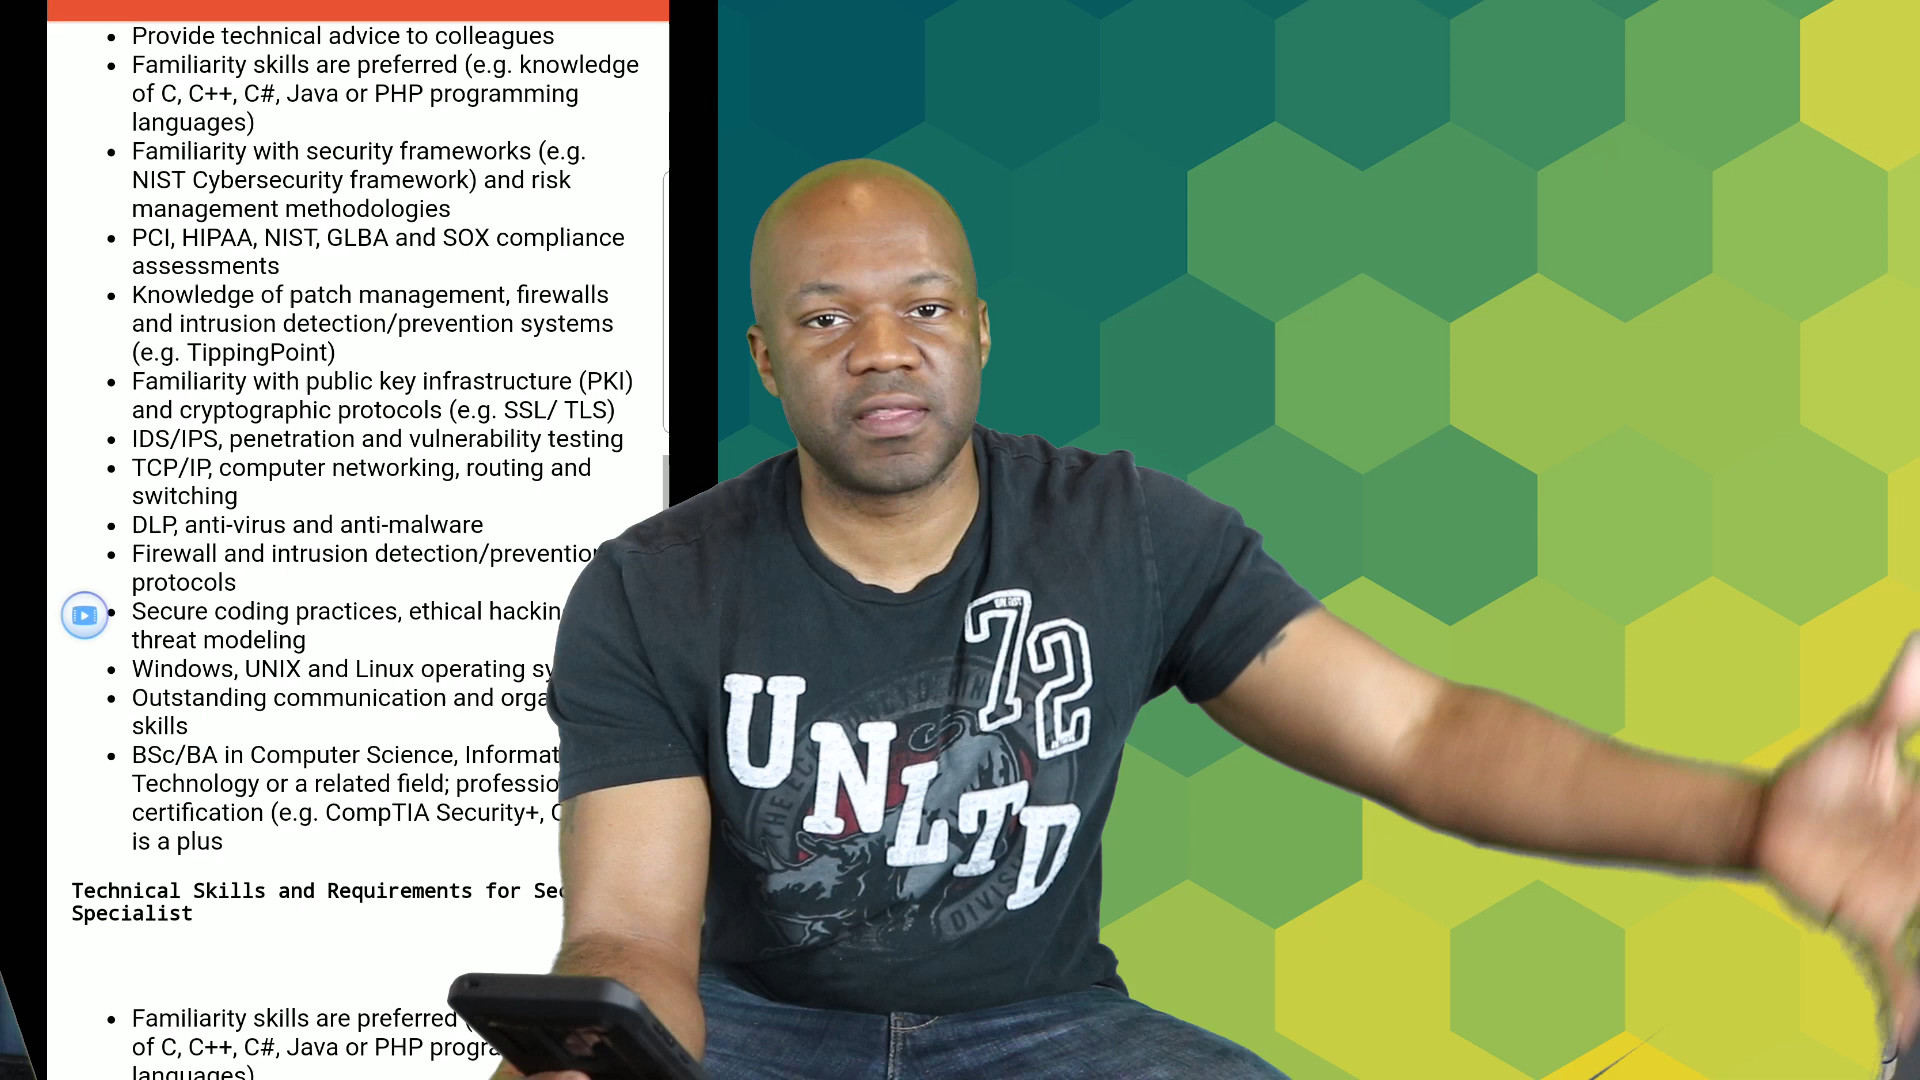 Provide technical advice to colleagues
Familiarity skills are preferred (e.g. knowledge
of C, C++, C#, Java or PHP programming
languages)
Familiarity with security frameworks (e.g.
NIST Cybersecurity framework) and risk
management methodologies
PCI, HIPAA, NIST, GLBA and SOX compliance
assessments
Knowledge of patch management, firewalls
and intrusion detection/prevention systems
(e.g. TippingPoint)
Familiarity with public key infrastructure (PKI)
and cryptographic protocols (e.g. SSL/ TLS)
IDS/IPS, penetration and vulnerability testing
TCP/IP, computer networking, routing and
switching
DLP, anti-virus and anti-malware
Firewall and intrusion detection/prevention
protocols
Secure coding practices, ethical hackin
threat modeling
Windows, UNIX and Linux operating sy
Outstanding communication and orga
skills
BSc/BA in Computer Science, Informat
Technology or a related field; professio
certification (e.g. CompTIA Security+,
is a plus
Technical Skills and Requirements for Sec
Specialist
Familiarity skills are preferred
of C, C++, C#, Java or PHP progra
languages)
72
UNLTD
DIVIS